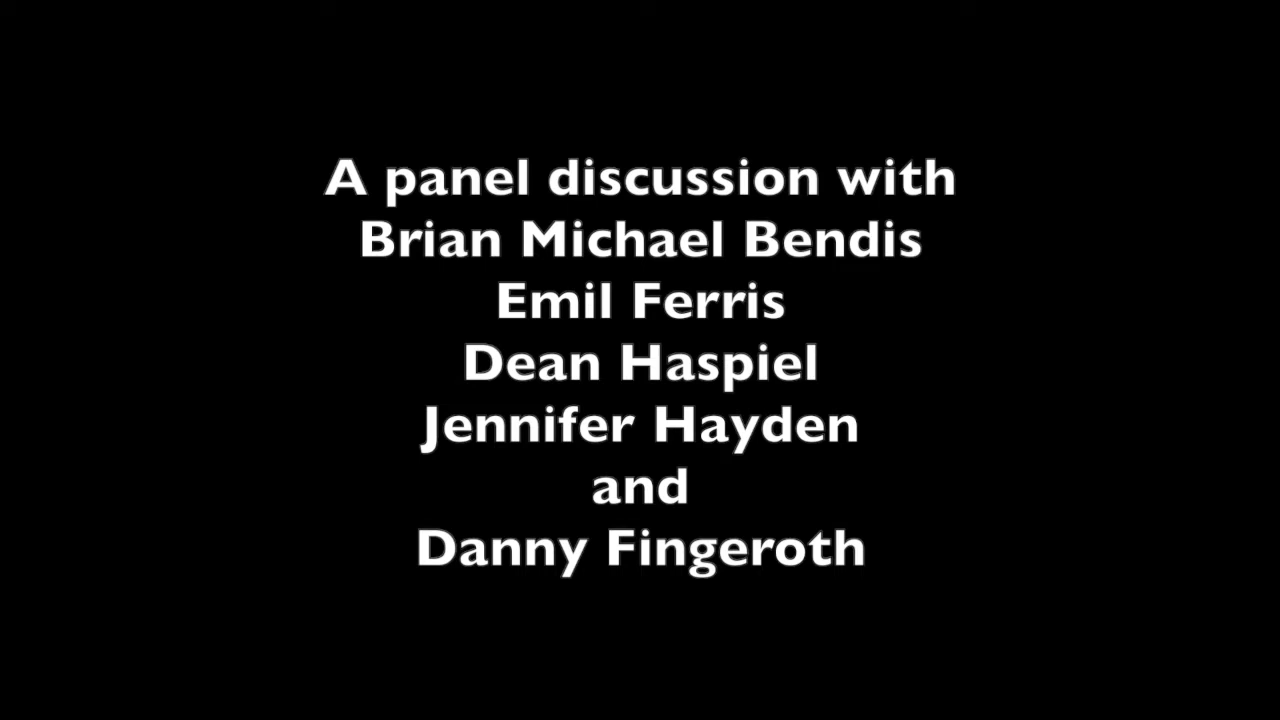 A panel discussion with
Brian Michael Bendis
Emil Ferris
Dean Haspiel
Jennifer Hayden
and
Danny Fingeroth